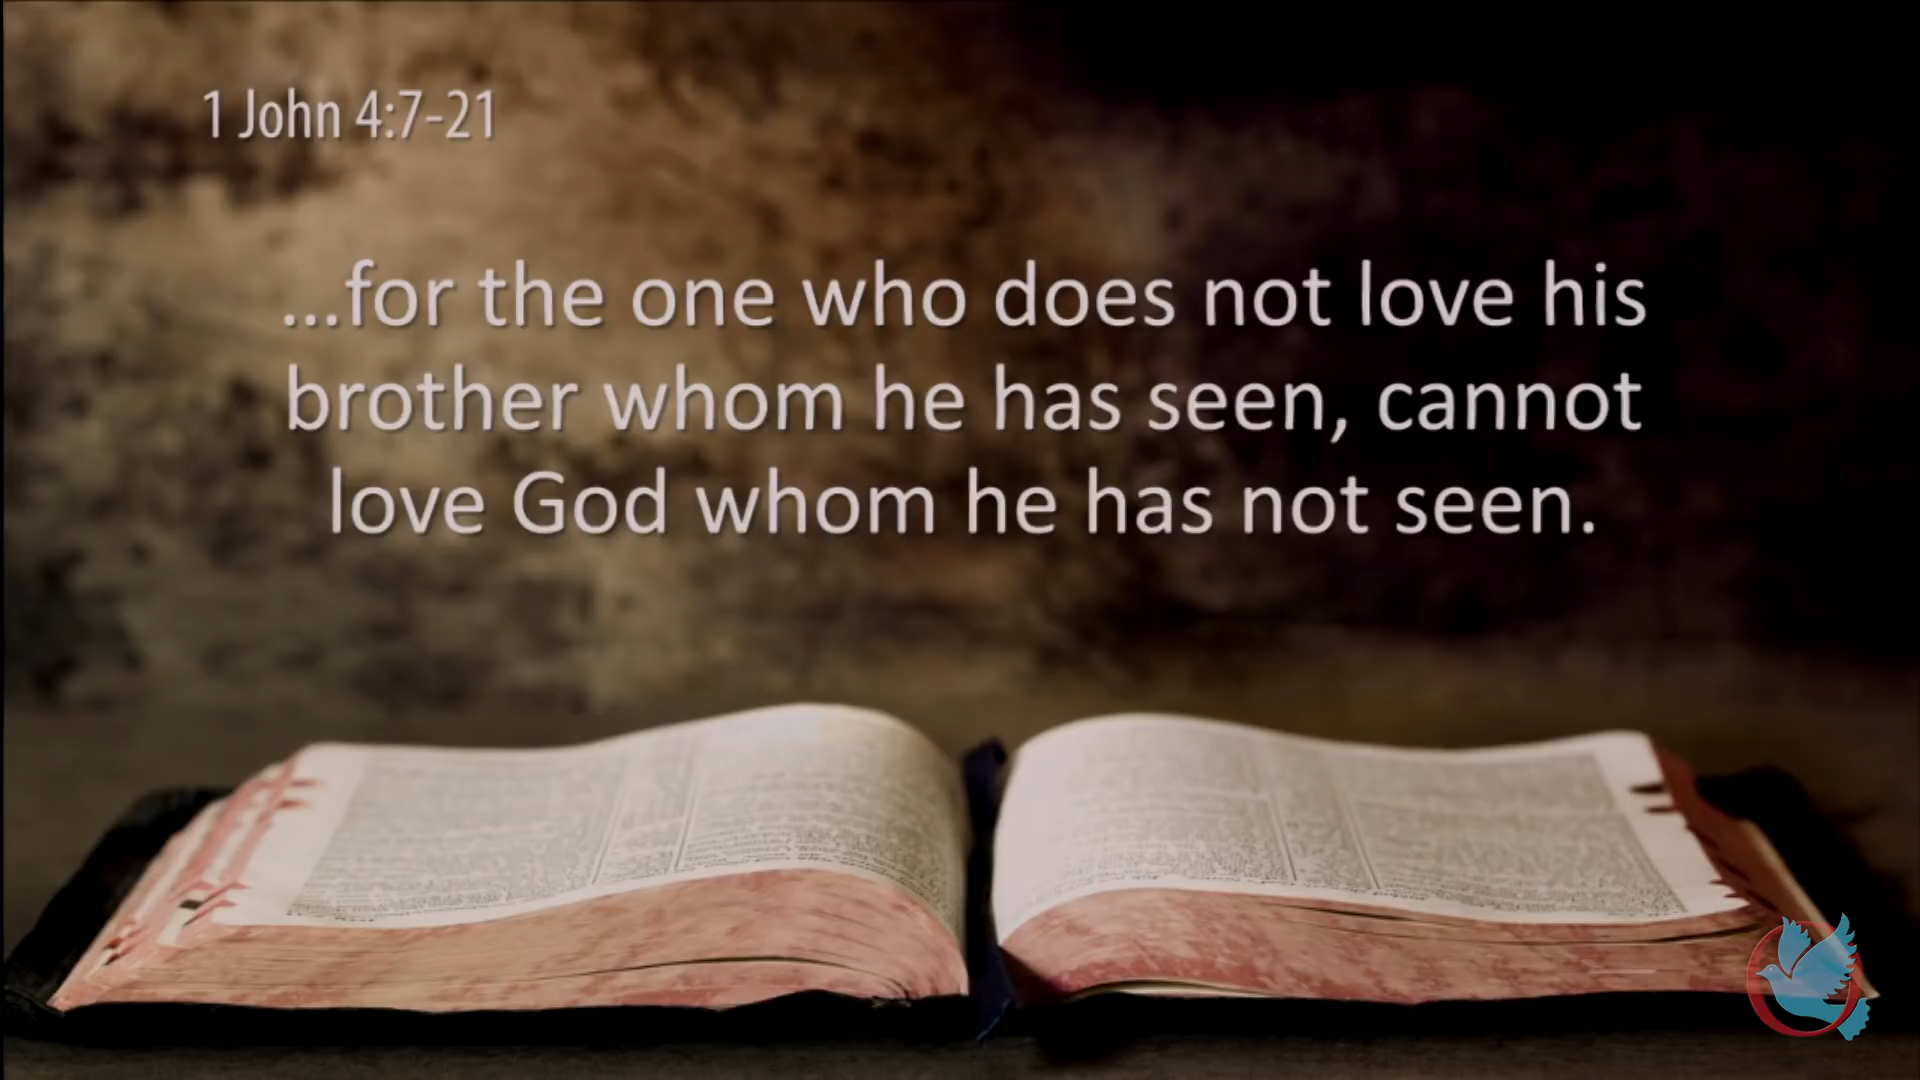 1 John 4:7-21
...for the one who does not love his
brother whom he has seen, cannot
love God whom he has not seen.